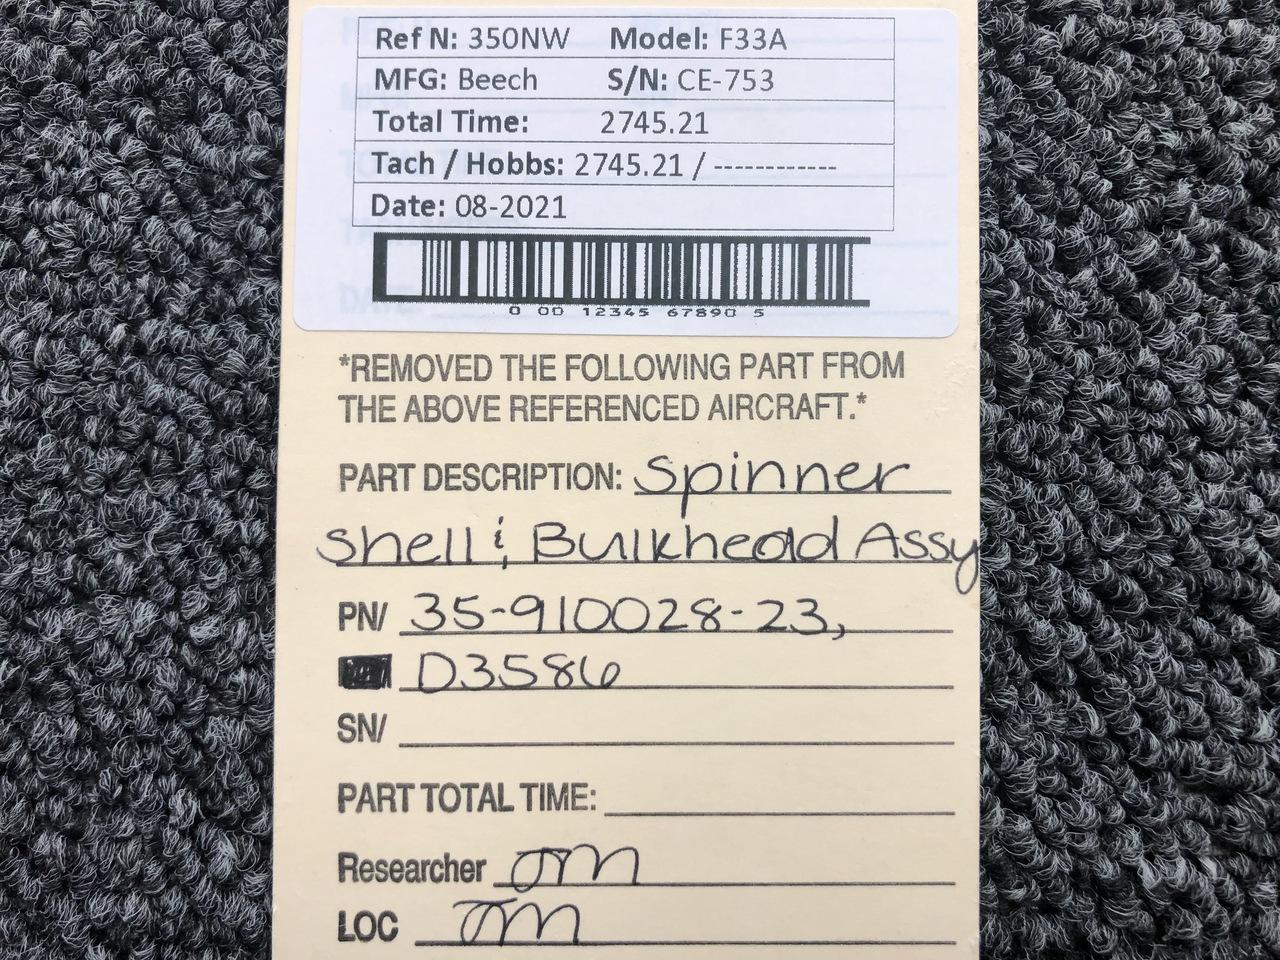 Ref N: 350NW Model: F33A
MFG: Beech S/N: CE-753
Total Time: 2745.21
Tach / Hobbs: 2745.21 / ------------
Date: 08-2021
0 00 12345 67890 5
*REMOVED THE FOLLOWING PART FROM
THE ABOVE REFERENCED AIRCRAFT.*
PART DESCRIPTION: Spinner
Shell & Bulkhead Assy
PN/ 35-910028-23,
D3586
SN/
PART TOTAL TIME:
Researcher JM
LOC JM